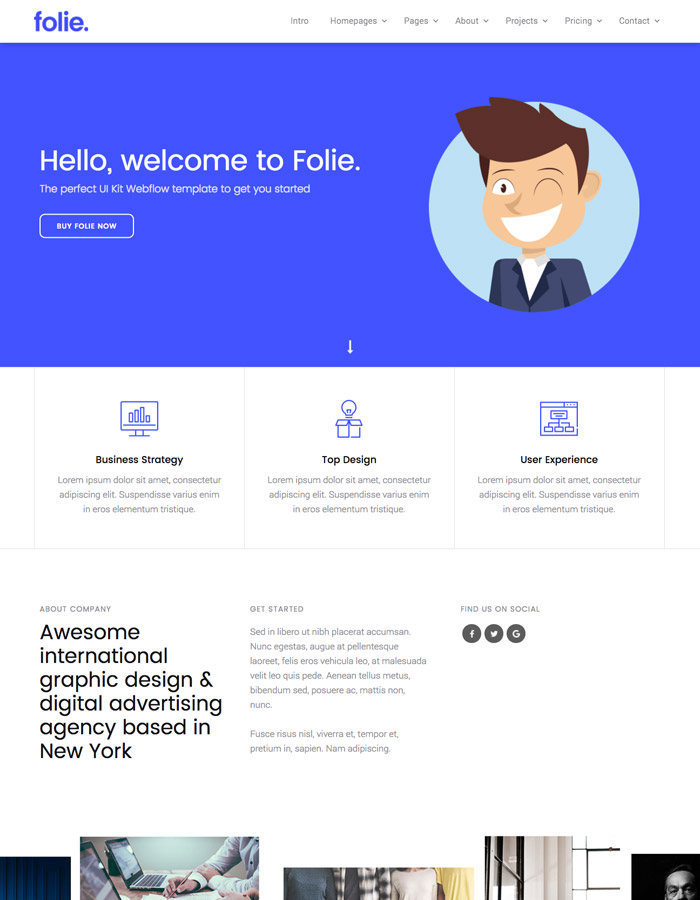 folie.
Intro Homepages Pages About Projects Pricing Contact
Hello, welcome to Folie.
The perfect UI Kit Webflow template to get you started
BUY FOLIE NOW
Business Strategy
Lorem ipsum dolor sit amet, consectetur
adipiscing elit. Suspendisse varius enim
in eros elementum tristique.
Top Design
Lorem ipsum dolor sit amet, consectetur
adipiscing elit. Suspendisse varius enim
in eros elementum tristique.
User Experience
Lorem ipsum dolor sit amet, consectetur
adipiscing elit. Suspendisse varius enim
in eros elementum tristique.
ABOUT COMPANY
Awesome
international
graphic design &
digital advertising
agency based in
New York
GET STARTED
Sed in libero ut nibh placerat accumsan.
Nunc egestas, augue at pellentesque
laoreet, felis eros vehicula leo, at malesuada
velit leo quis pede. Aenean tellus metus,
bibendum sed, posuere ac, mattis non,
nunc.
Fusce risus nisl, viverra et, tempor et,
pretium in, sapien. Nam adipiscing.
FIND US ON SOCIAL